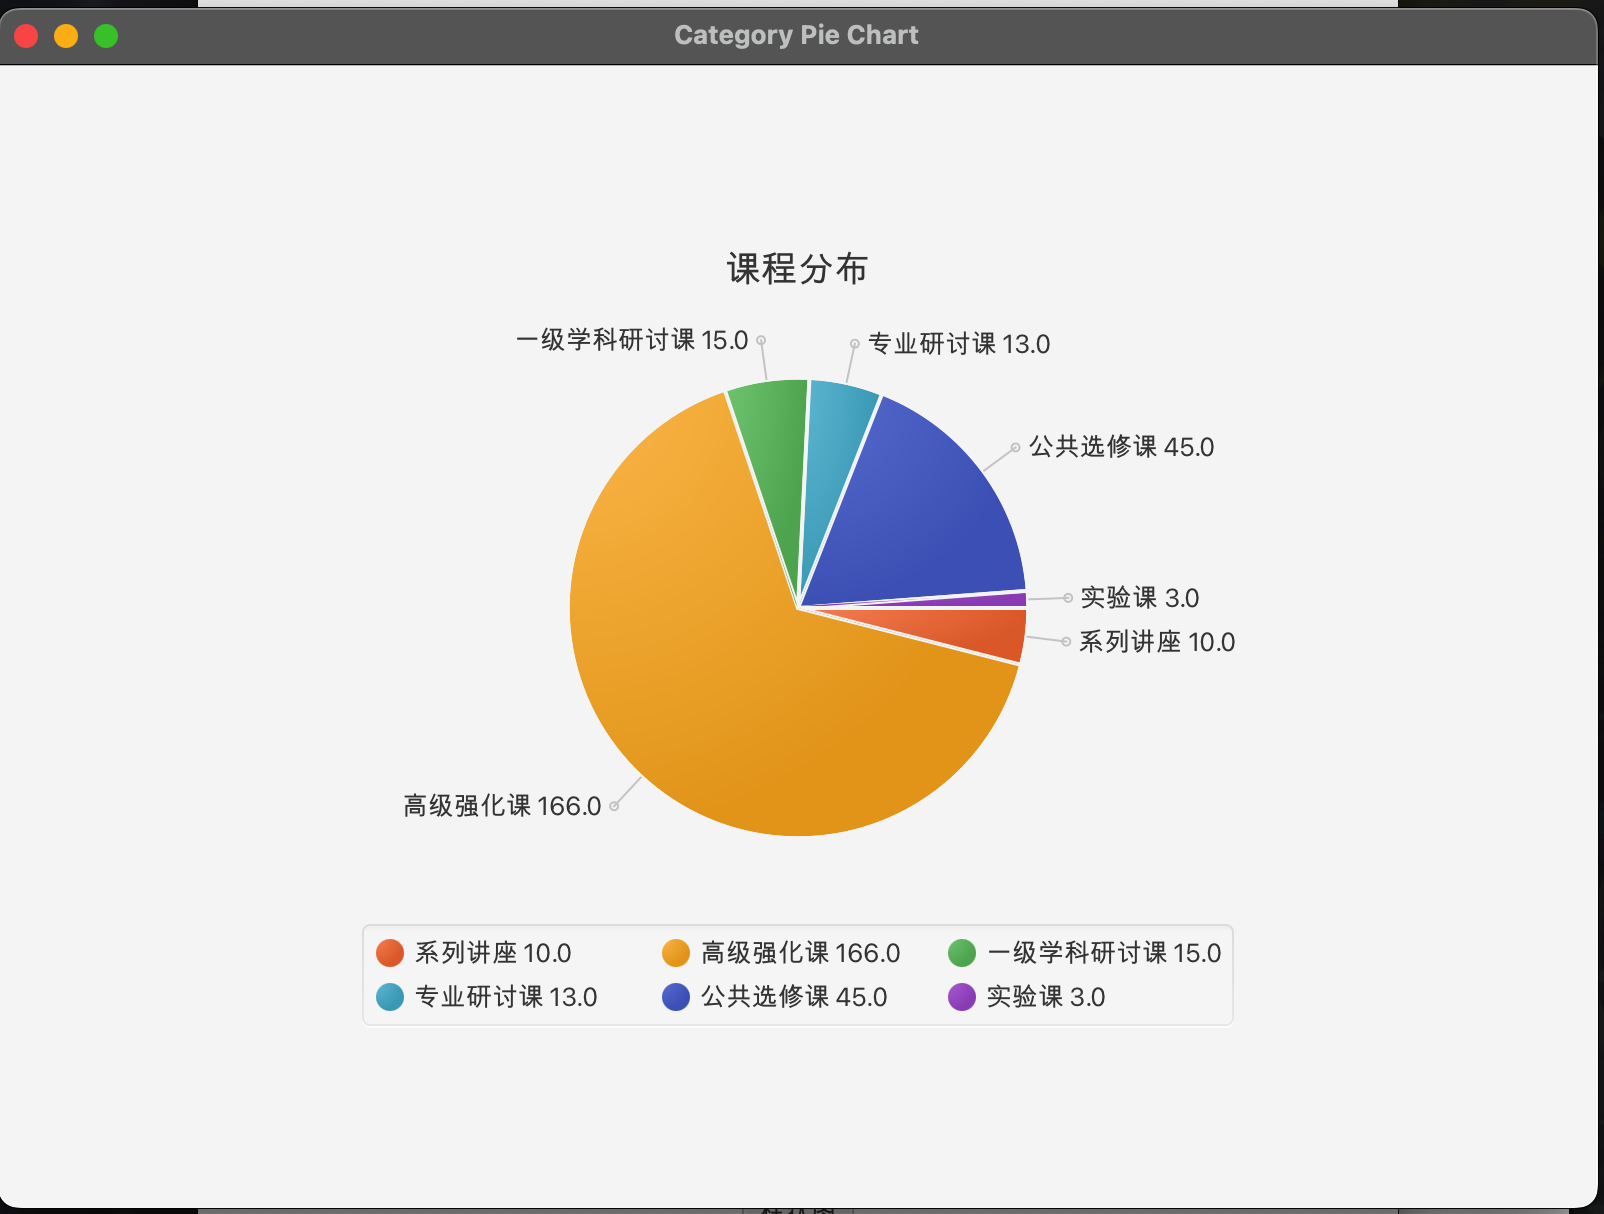 Category Pie Chart
课程分布
一级学科研讨课 15.0
专业研讨课 13.0
公共选修课 45.0
实验课 3.0
系列讲座 10.0
高级强化课 166.0
系列讲座 10.0
高级强化课 166.0
一级学科研讨课 15.0
专业研讨课 13.0
公共选修课 45.0
实验课 3.0